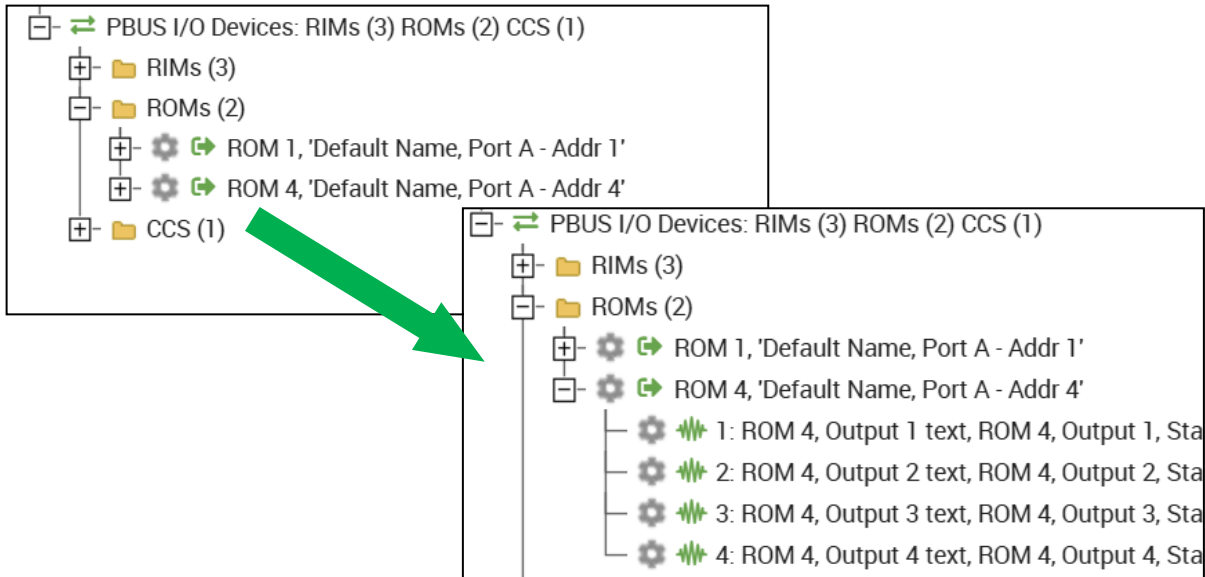 PBUS I/O Devices: RIMs (3) ROMs (2) CCS (1)
RIMs (3)
ROMs (2)
ROM 1, 'Default Name, Port A - Addr 1'
ROM 4, 'Default Name, Port A - Addr 4'
CCS (1)
PBUS I/O Devices: RIMs (3) ROMs (2) CCS (1)
RIMs (3)
ROMs (2)
ROM 1, 'Default Name, Port A - Addr 1'
ROM 4, 'Default Name, Port A - Addr 4'
1: ROM 4, Output 1 text, ROM 4, Output 1, Sta
2: ROM 4, Output 2 text, ROM 4, Output 2, Sta
3: ROM 4, Output 3 text, ROM 4, Output 3, Sta
4: ROM 4, Output 4 text, ROM 4, Output 4, Sta